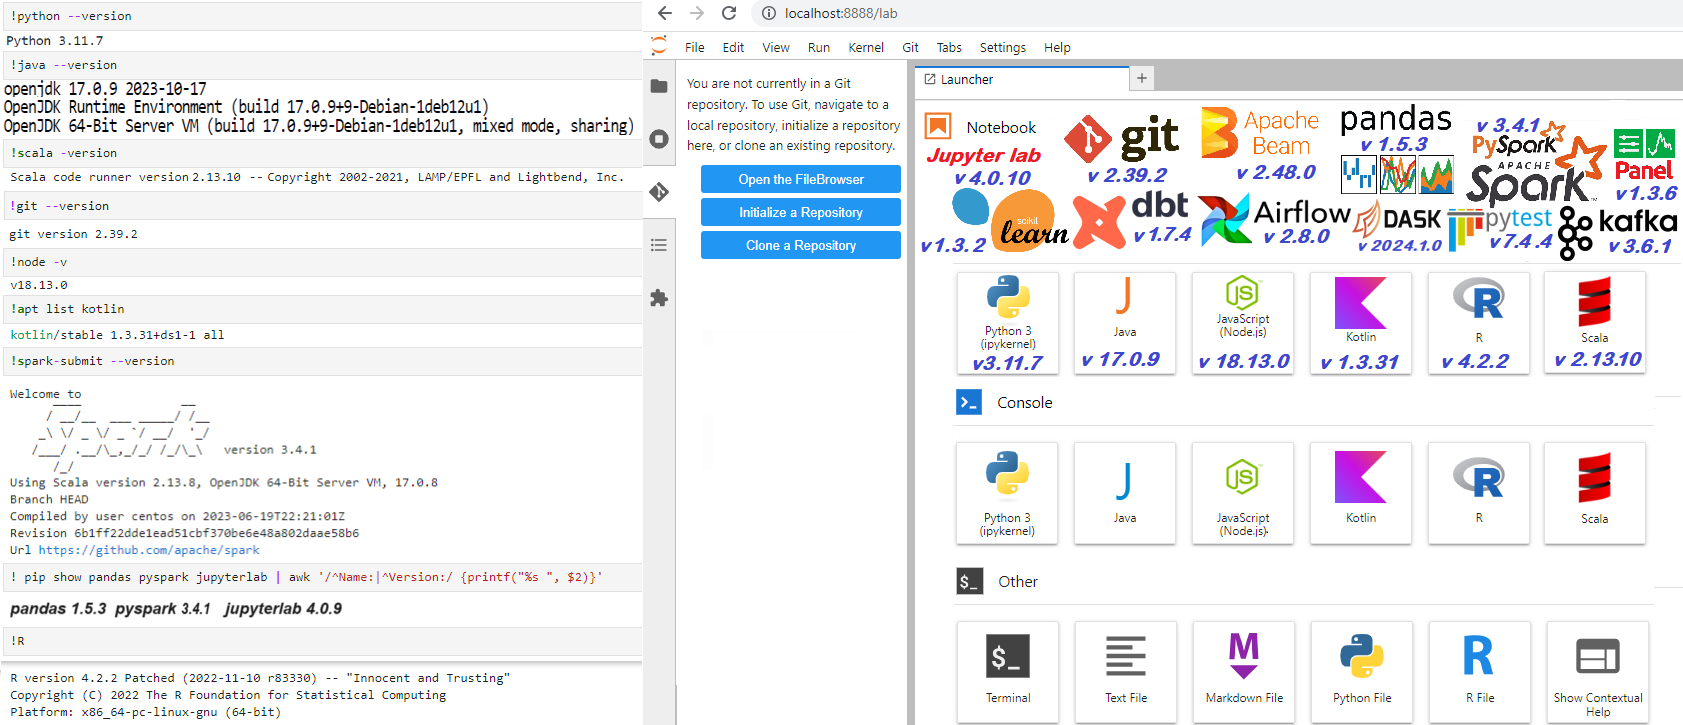 !python --version
Python 3.11.7
!java --version
openjdk 17.0.9 2023-10-17
OpenJDK Runtime Environment (build 17.0.9+9-Debian-1deb12u1)
OpenJDK 64-Bit Server VM (build 17.0.9+9-Debian-1deb12u1, mixed mode, sharing)
!scala -version
Scala code runner version 2.13.10 -- Copyright 2002-2021, LAMP/EPFL and Lightbend, Inc.
!git --version
git version 2.39.2
!node -v
v18.13.0
!apt list kotlin
kotlin/stable 1.3.31+ds1-1 all
!spark-submit --version
Welcome to
version 3.4.1
Using Scala version 2.13.8, OpenJDK 64-Bit Server VM, 17.0.8
Branch HEAD
Compiled by user centos on 2023-06-19T22:21:01Z
Revision 6b1ff22dde1ead51cbf370be6e48a802daae58b6
Url https://github.com/apache/spark
! pip show pandas pyspark jupyterlab | awk '/^Name:|^Version:/ {printf("%s ", $2)}'
pandas 1.5.3 pyspark 3.4.1 jupyterlab 4.0.9
!R
R version 4.2.2 Patched (2022-11-10 r83330) -- "Innocent and Trusting"
Copyright (C) 2022 The R Foundation for Statistical Computing
Platform: x86_64-pc-linux-gnu (64-bit)
localhost:8888/lab
File Edit View Run Kernel Git Tabs Settings Help
You are not currently in a Git
repository. To use Git, navigate to a
local repository, initialize a repository
here, or clone an existing repository.
Open the FileBrowser
Initialize a Repository
Clone a Repository
Launcher
Notebook
Jupyter lab
v 4.0.10
git
v 2.39.2
Apache
Beam
v 2.48.0
pandas
v 1.5.3
v 3.4.1
PySpark
APACHE
Spark
Panel
v 1.3.6
scikit
learn
v 1.3.2
dbt
v 1.7.4
Airflow
v 2.8.0
DASK
v 2024.1.0
pytest
v 7.4.4
kafka
v 3.6.1
Python 3
(ipykernel)
v3.11.7
Java
v 17.0.9
JS
JavaScript
(Node.js)
v 18.13.0
Kotlin
v 1.3.31
R
R
v 4.2.2
Scala
v 2.13.10
Console
Python 3
(ipykernel)
Java
JS
JavaScript
(Node.js)
Kotlin
R
R
Scala
$_
Other
$_
Terminal
Text File
M
Markdown File
Python File
R
R File
Show Contextual
Help